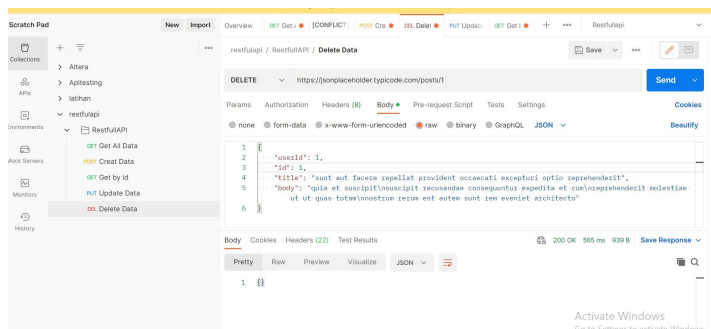 Scratch Pad New Import Overview GET Get [CONFLICT] POST Cre DEL Delet PUT Updat GET Get Restfullapi
Collections
APIs
Environments
Mock Servers
Monitors
History
Altera
Apitesting
latihan
restfulapi
RestfullAPI
GET Get All Data
POST Creat Data
GET Get by id
PUT Update Data
DEL Delete Data
restfulapi / RestfullAPI / Delete Data Save
DELETE https://jsonplaceholder.typicode.com/posts/1 Send
Params Authorization Headers (8) Body Pre-request Script Tests Settings Cookies
none form-data x-www-form-urlencoded raw binary GraphQL JSON Beautify
1 {
2 "userId": 1,
3 "id": 1,
4 "title": "sunt aut facere repellat provident occaecati excepturi optio reprehenderit",
5 "body": "quia et suscipit\nsuscipit recusandae consequuntur expedita et cum\nreprehenderit molestiae
ut ut quas totam\nnostrum rerum est autem sunt rem eveniet architecto"
6 }
Body Cookies Headers (22) Test Results 200 OK 565 ms 939 B Save Response
Pretty Raw Preview Visualize JSON
1 {}
Activate Windows
Go to Settings to activate Windows